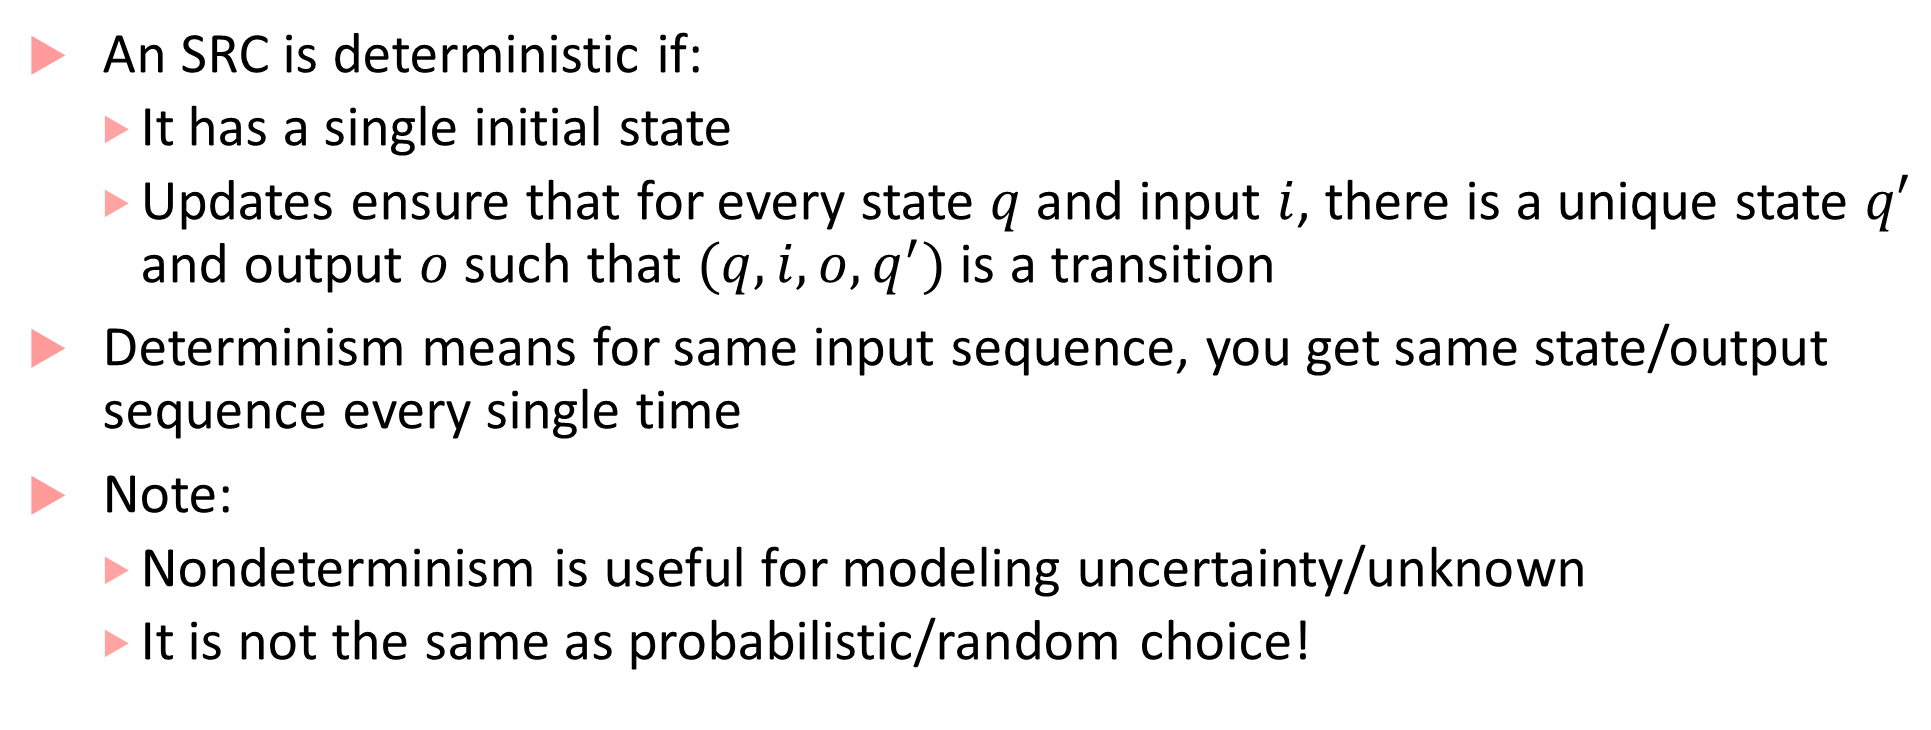 An SRC is deterministic if:
It has a single initial state
Updates ensure that for every state q and input i, there is a unique state q′
and output o such that (q, i, o, q′) is a transition
Determinism means for same input sequence, you get same state/output
sequence every single time
Note:
Nondeterminism is useful for modeling uncertainty/unknown
It is not the same as probabilistic/random choice!